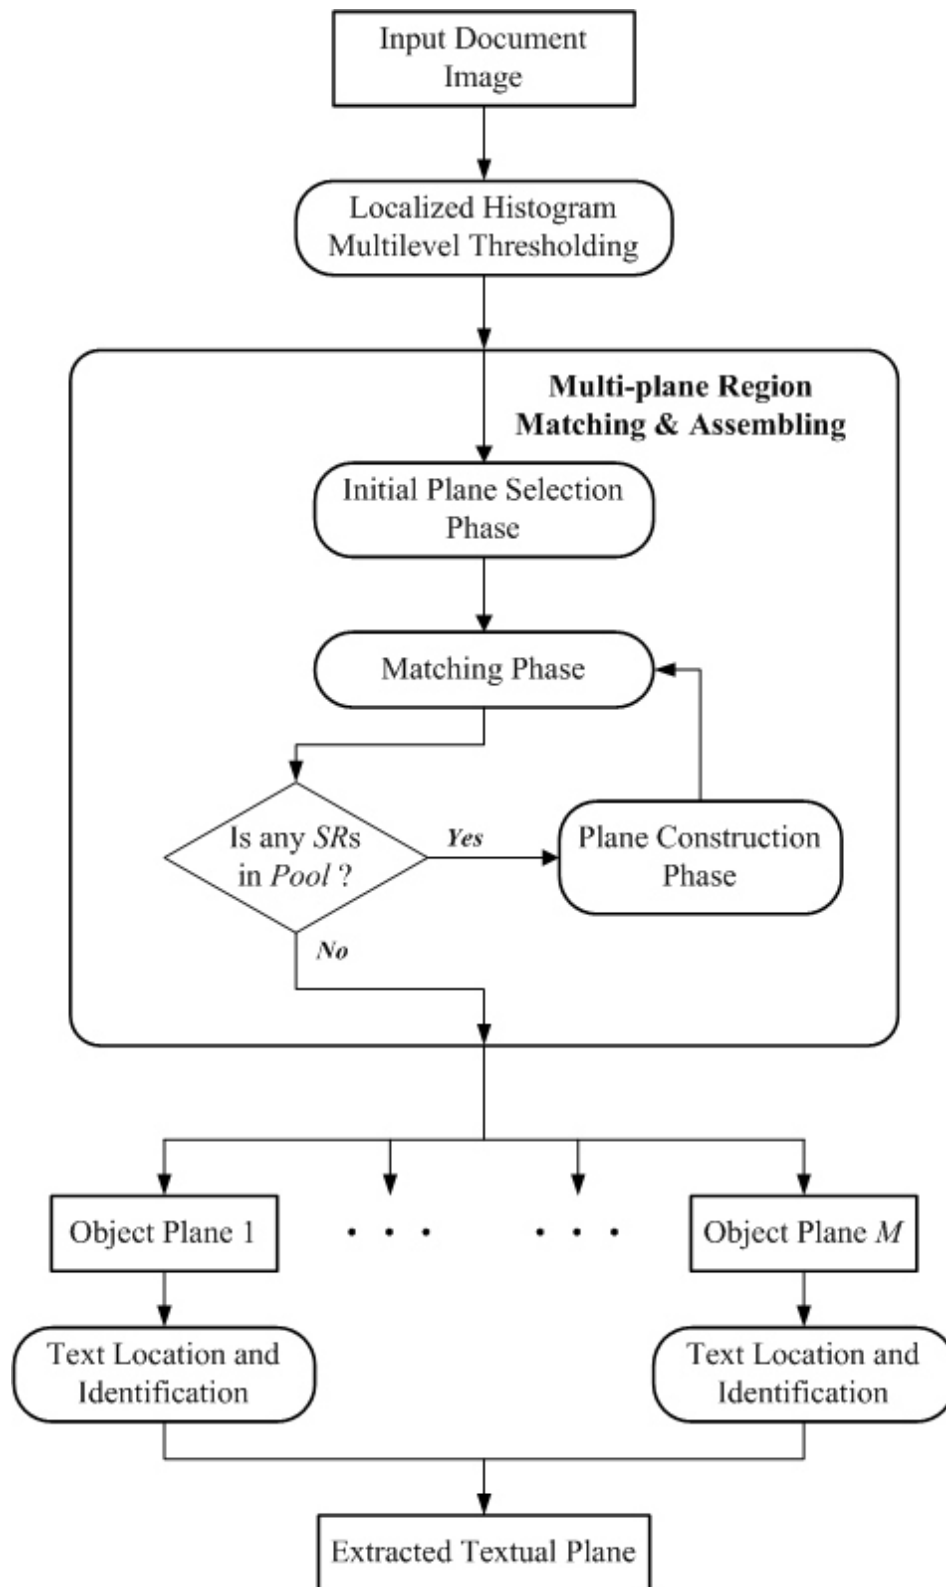 Input Document
Image
Localized Histogram
Multilevel Thresholding
Multi-plane Region
Matching & Assembling
Initial Plane Selection
Phase
Matching Phase
Is any SRs
in Pool ?
Yes
Plane Construction
Phase
No
Object Plane 1
. . .
. . .
Object Plane M
Text Location and
Identification
Text Location and
Identification
Extracted Textual Plane